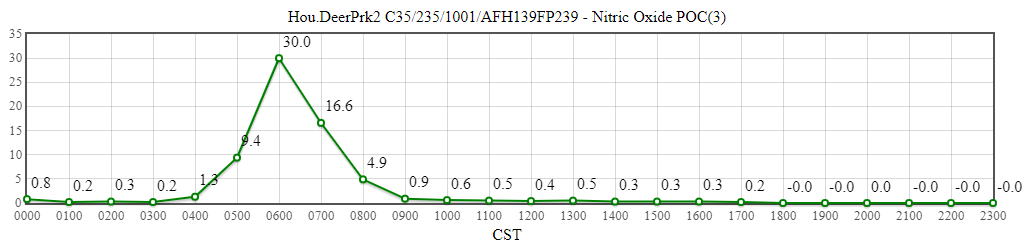 Hou.DeerPrk2 C35/235/1001/AFH139FP239 - Nitric Oxide POC(3)
35
30
25
20
15
10
5
0
0.8 0.2 0.3 0.2 1.3 9.4 30.0 16.6 4.9 0.9 0.6 0.5 0.4 0.5 0.3 0.3 0.3 0.2 -0.0 -0.0 0.0 -0.0 -0.0 -0.0
0000 0100 0200 0300 0400 0500 0600 0700 0800 0900 1000 1100 1200 1300 1400 1500 1600 1700 1800 1900 2000 2100 2200 2300
CST